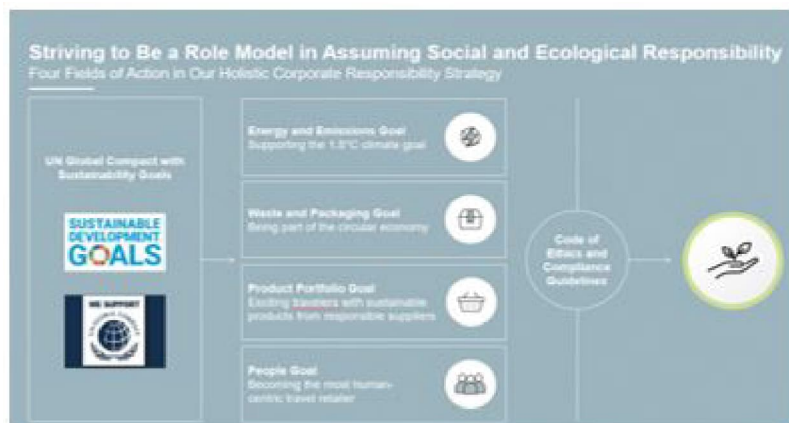 Striving to Be a Role Model in Assuming Social and Ecological Responsibility
Four Fields of Action in Our Holistic Corporate Responsibility Strategy
UN Global Compact with
Sustainability Goals
SUSTAINABLE
DEVELOPMENT
GOALS
WE SUPPORT
Energy and Emissions Goal
Supporting the 1.5°C climate goal
Waste and Packaging Goal
Being part of the circular economy
Product Portfolio Goal
Exciting travelers with sustainable
products from responsible suppliers
People Goal
Becoming the most human-
centric travel retailer
Code of
Ethics and
Compliance
Guidelines